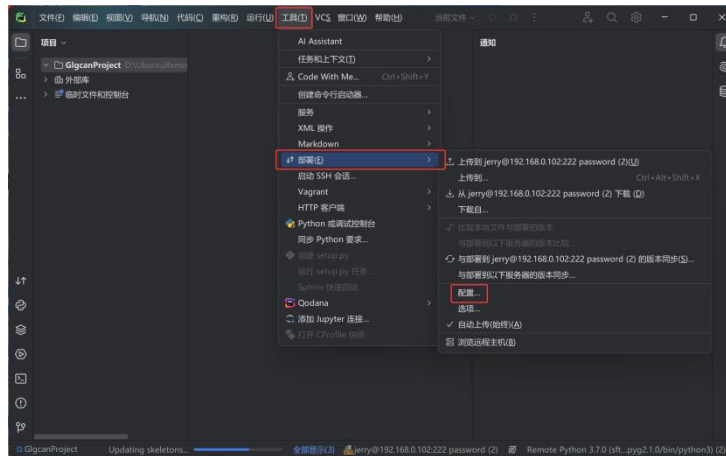 文件(F) 编辑(E) 视图(V) 导航(N) 代码(C) 重构(R) 运行(U) 工具(T) VCS 窗口(W) 帮助(H) 当前文件
项目
GlgcanProject D:\UbuntuRemo
外部库
临时文件和控制台
AI Assistant
任务和上下文(T)
Code With Me... Ctrl+Shift+Y
创建命令行启动器...
服务
XML 操作
Markdown
部署(E)
启动 SSH 会话...
Vagrant
HTTP 客户端
Python 或调试控制台
同步 Python 要求...
创建 setup.py
运行 setup.py 任务...
Sphinx 快速启动
Qodana
添加 Jupyter 连接...
打开 CProfile 快照
通知
上传到 jerry@192.168.0.102:222 password (2)(U)
上传到... Ctrl+Alt+Shift+X
从 jerry@192.168.0.102:222 password (2) 下载 (D)
下载自...
比较本地文件与部署的版本
与部署到以下服务器的版本比较...
与部署到 jerry@192.168.0.102:222 password (2) 的版本同步(S)...
与部署到以下服务器的版本同步...
配置...
选项...
自动上传(始终)(A)
浏览远程主机(B)
GlgcanProject Updating skeletons... 全部显示(3) jerry@192.168.0.102:222 password (2) Remote Python 3.7.0 (sft...pyg2.1.0/bin/python3) (2)